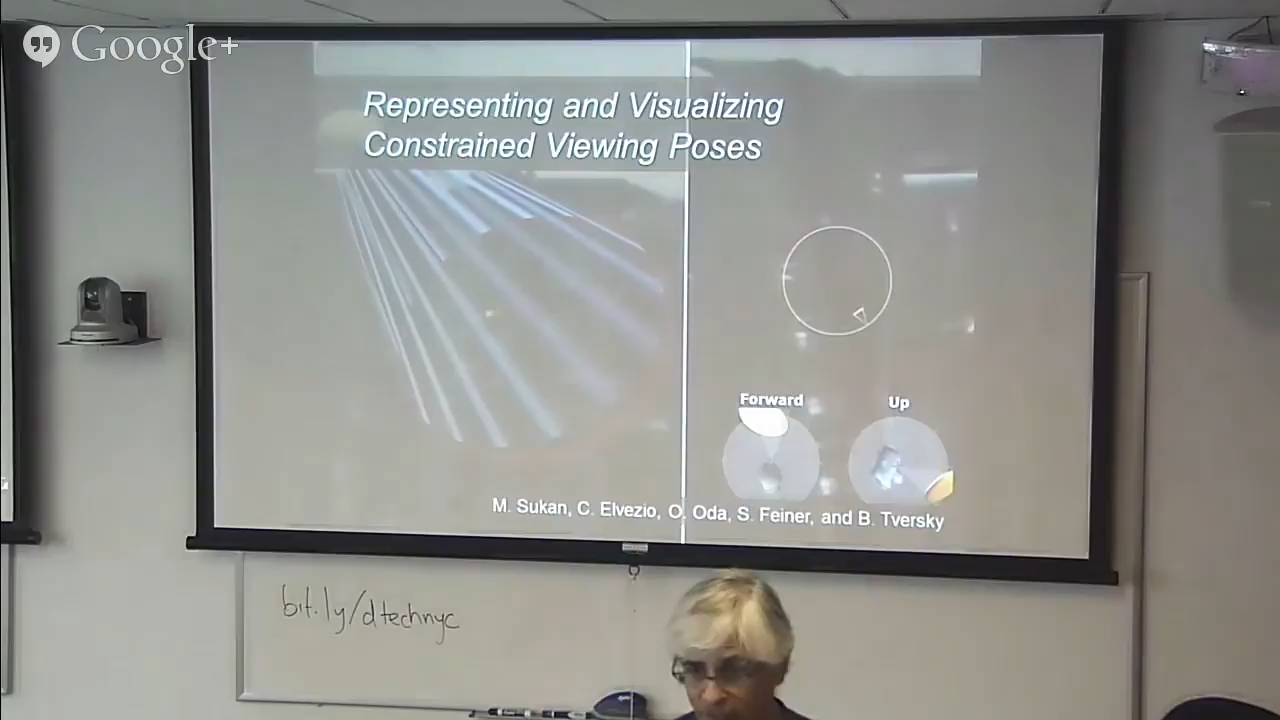 Google+
Representing and Visualizing
Constrained Viewing Poses
Forward
Up
M. Sukan, C. Elvezio, O. Oda, S. Feiner, and B. Tversky
bit.ly/dtechnyc